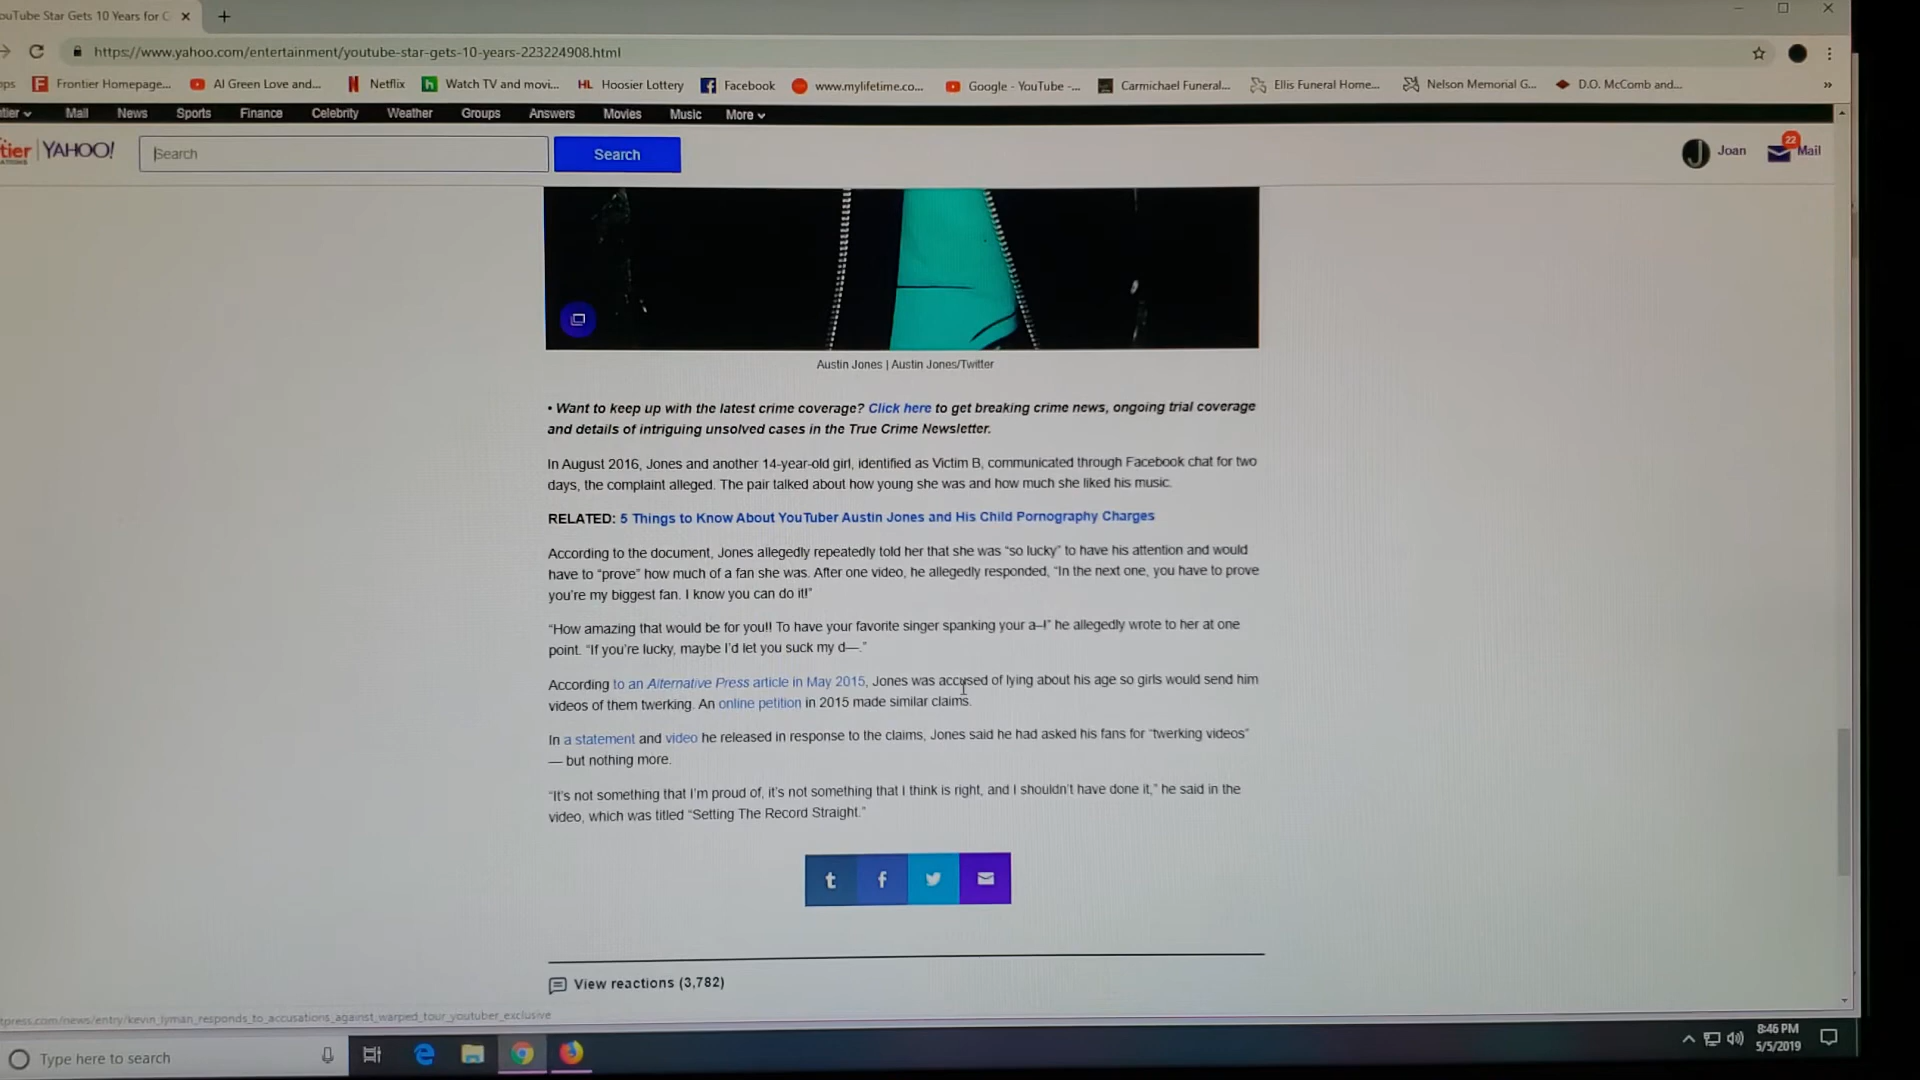 ouTube Star Gets 10 Years for C
https://www.yahoo.com/entertainment/youtube-star-gets-10-years-223224908.html
ps Frontier Homepage... Al Green Love and... Netflix Watch TV and movi... Hoosier Lottery Facebook www.mylifetime.co... Google - YouTube -... Carmichael Funeral... Ellis Funeral Home... Nelson Memorial G... D.O. McComb and...
tier Mail News Sports Finance Celebrity Weather Groups Answers Movies Music More
tier YAHOO! Search Search J Joan 22 Mail
Austin Jones | Austin Jones/Twitter
• Want to keep up with the latest crime coverage? Click here to get breaking crime news, ongoing trial coverage
and details of intriguing unsolved cases in the True Crime Newsletter.
In August 2016, Jones and another 14-year-old girl, identified as Victim B, communicated through Facebook chat for two
days, the complaint alleged. The pair talked about how young she was and how much she liked his music.
RELATED: 5 Things to Know About YouTuber Austin Jones and His Child Pornography Charges
According to the document, Jones allegedly repeatedly told her that she was “so lucky” to have his attention and would
have to “prove” how much of a fan she was. After one video, he allegedly responded, “In the next one, you have to prove
you’re my biggest fan. I know you can do it!”
“How amazing that would be for you!! To have your favorite singer spanking your a–!” he allegedly wrote to her at one
point. “If you’re lucky, maybe I’d let you suck my d—.”
According to an Alternative Press article in May 2015, Jones was accused of lying about his age so girls would send him
videos of them twerking. An online petition in 2015 made similar claims.
In a statement and video he released in response to the claims, Jones said he had asked his fans for “twerking videos”
— but nothing more.
“It’s not something that I’m proud of, it’s not something that I think is right, and I shouldn’t have done it,” he said in the
video, which was titled “Setting The Record Straight.”
View reactions (3,782)
tpress.com/news/entry/kevin_lyman_responds_to_accusations_against_warped_tour_youtuber_exclusive
Type here to search
8:46 PM
5/5/2019